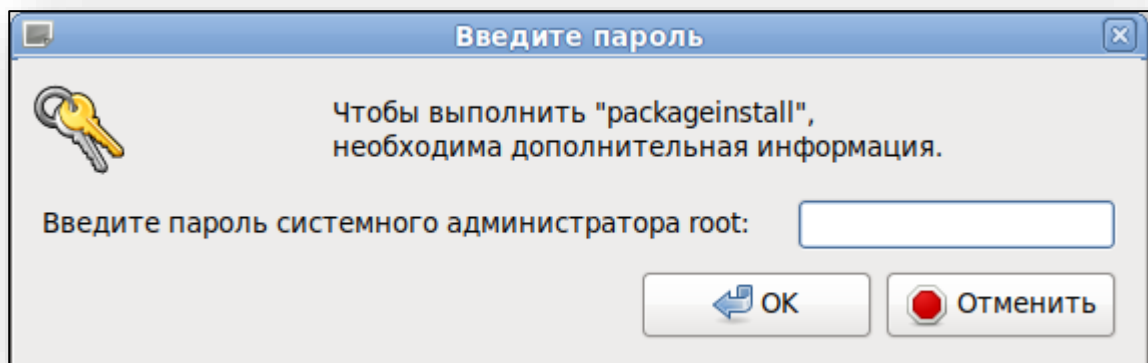 Введите пароль
Чтобы выполнить "packageinstall",
необходима дополнительная информация.
Введите пароль системного администратора root:
OK
Отменить